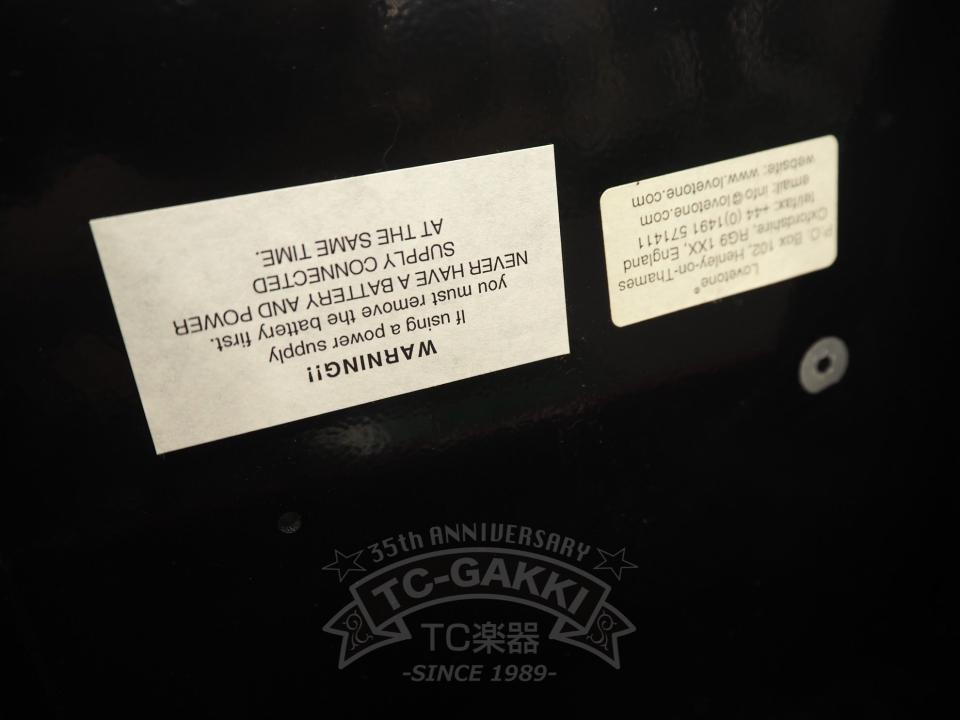 WARNING!!
If using a power supply
you must remove the battery first.
NEVER HAVE A BATTERY AND POWER
SUPPLY CONNECTED
AT THE SAME TIME.
Lovetone®
P.O. Box 102, Henley-on-Thames
Oxfordshire, RG9 1XX, England
tel/fax: +44 (0)1491 571411
email: info@lovetone.com
website: www.lovetone.com
35th ANNIVERSARY
TC-GAKKI
TC楽器
-SINCE 1989-